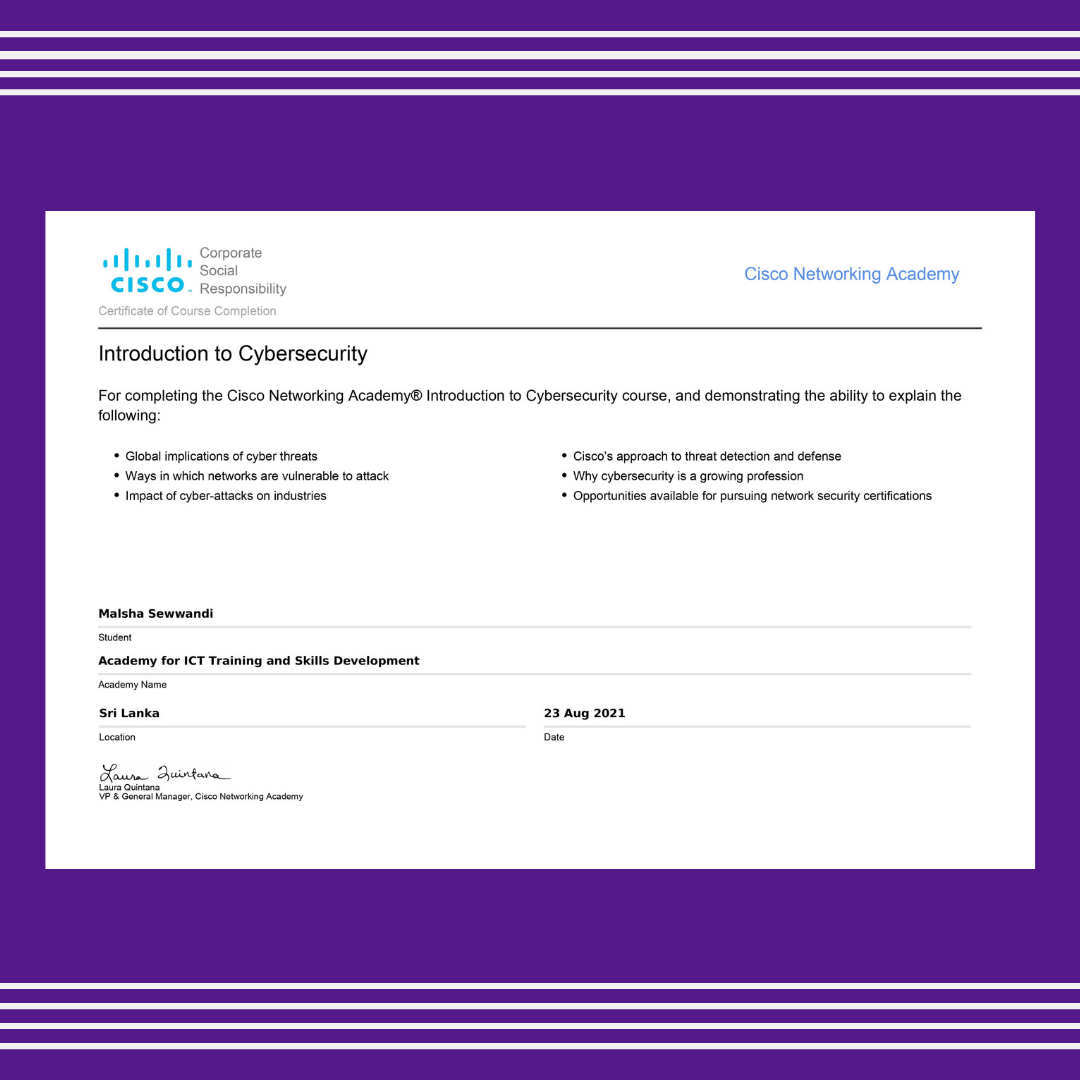 CISCO
Corporate
Social
Responsibility
Cisco Networking Academy
Certificate of Course Completion
Introduction to Cybersecurity
For completing the Cisco Networking Academy® Introduction to Cybersecurity course, and demonstrating the ability to explain the
following:
• Global implications of cyber threats
• Ways in which networks are vulnerable to attack
• Impact of cyber-attacks on industries
• Cisco's approach to threat detection and defense
• Why cybersecurity is a growing profession
• Opportunities available for pursuing network security certifications
Malsha Sewwandi
Student
Academy for ICT Training and Skills Development
Academy Name
Sri Lanka
Location
23 Aug 2021
Date
Laura Quintana
Laura Quintana
VP & General Manager, Cisco Networking Academy